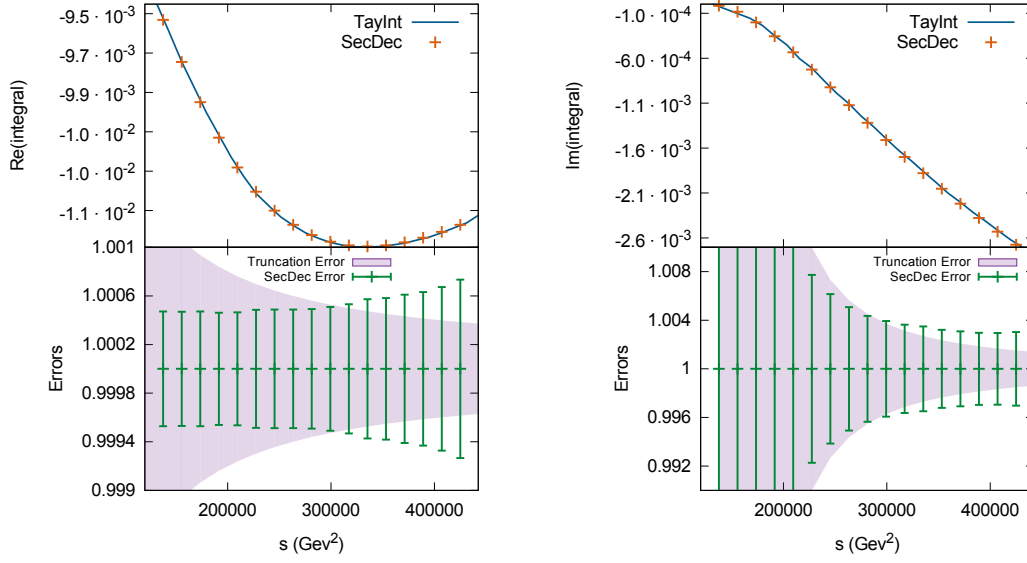 TayInt
SecDec
-9.5 · 10⁻³
-9.7 · 10⁻³
-9.9 · 10⁻³
-1.0 · 10⁻²
-1.0 · 10⁻²
-1.1 · 10⁻²
Re(integral)
Truncation Error
SecDec Error
1.001
1.0006
1.0002
0.9998
0.9994
0.999
Errors
200000 300000 400000
s (Gev²)
TayInt
SecDec
-1.0 · 10⁻⁴
-6.0 · 10⁻⁴
-1.1 · 10⁻³
-1.6 · 10⁻³
-2.1 · 10⁻³
-2.6 · 10⁻³
Im(integral)
Truncation Error
SecDec Error
1.008
1.004
1
0.996
0.992
Errors
200000 300000 400000
s (Gev²)